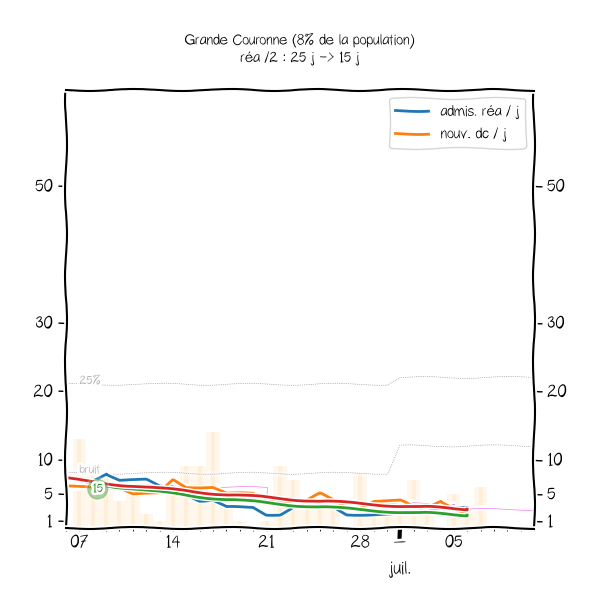 Grande Couronne (8% de la population)
réa /2 : 25 j -> 15 j
admis. réa / j
nouv. dc / j
50 50
30 30
20 20
25%
10 10
bruit
15
5 5
1 1
07 14 21 28 1 05
juil.